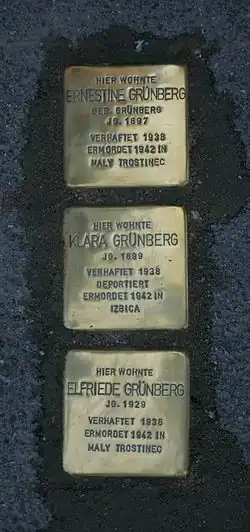 HIER WOHNTE
ERNESTINE GRÜNBERG
GEB. GRÜNBERG
JG. 1897
VERHAFTET 1938
ERMORDET 1942 IN
MALY TROSTINEC
HIER WOHNTE
KLARA GRÜNBERG
JG. 1899
VERHAFTET 1938
DEPORTIERT
ERMORDET 1942 IN
IZBICA
HIER WOHNTE
ELFRIEDE GRÜNBERG
JG. 1929
VERHAFTET 1938
ERMORDET 1942 IN
MALY TROSTINEC